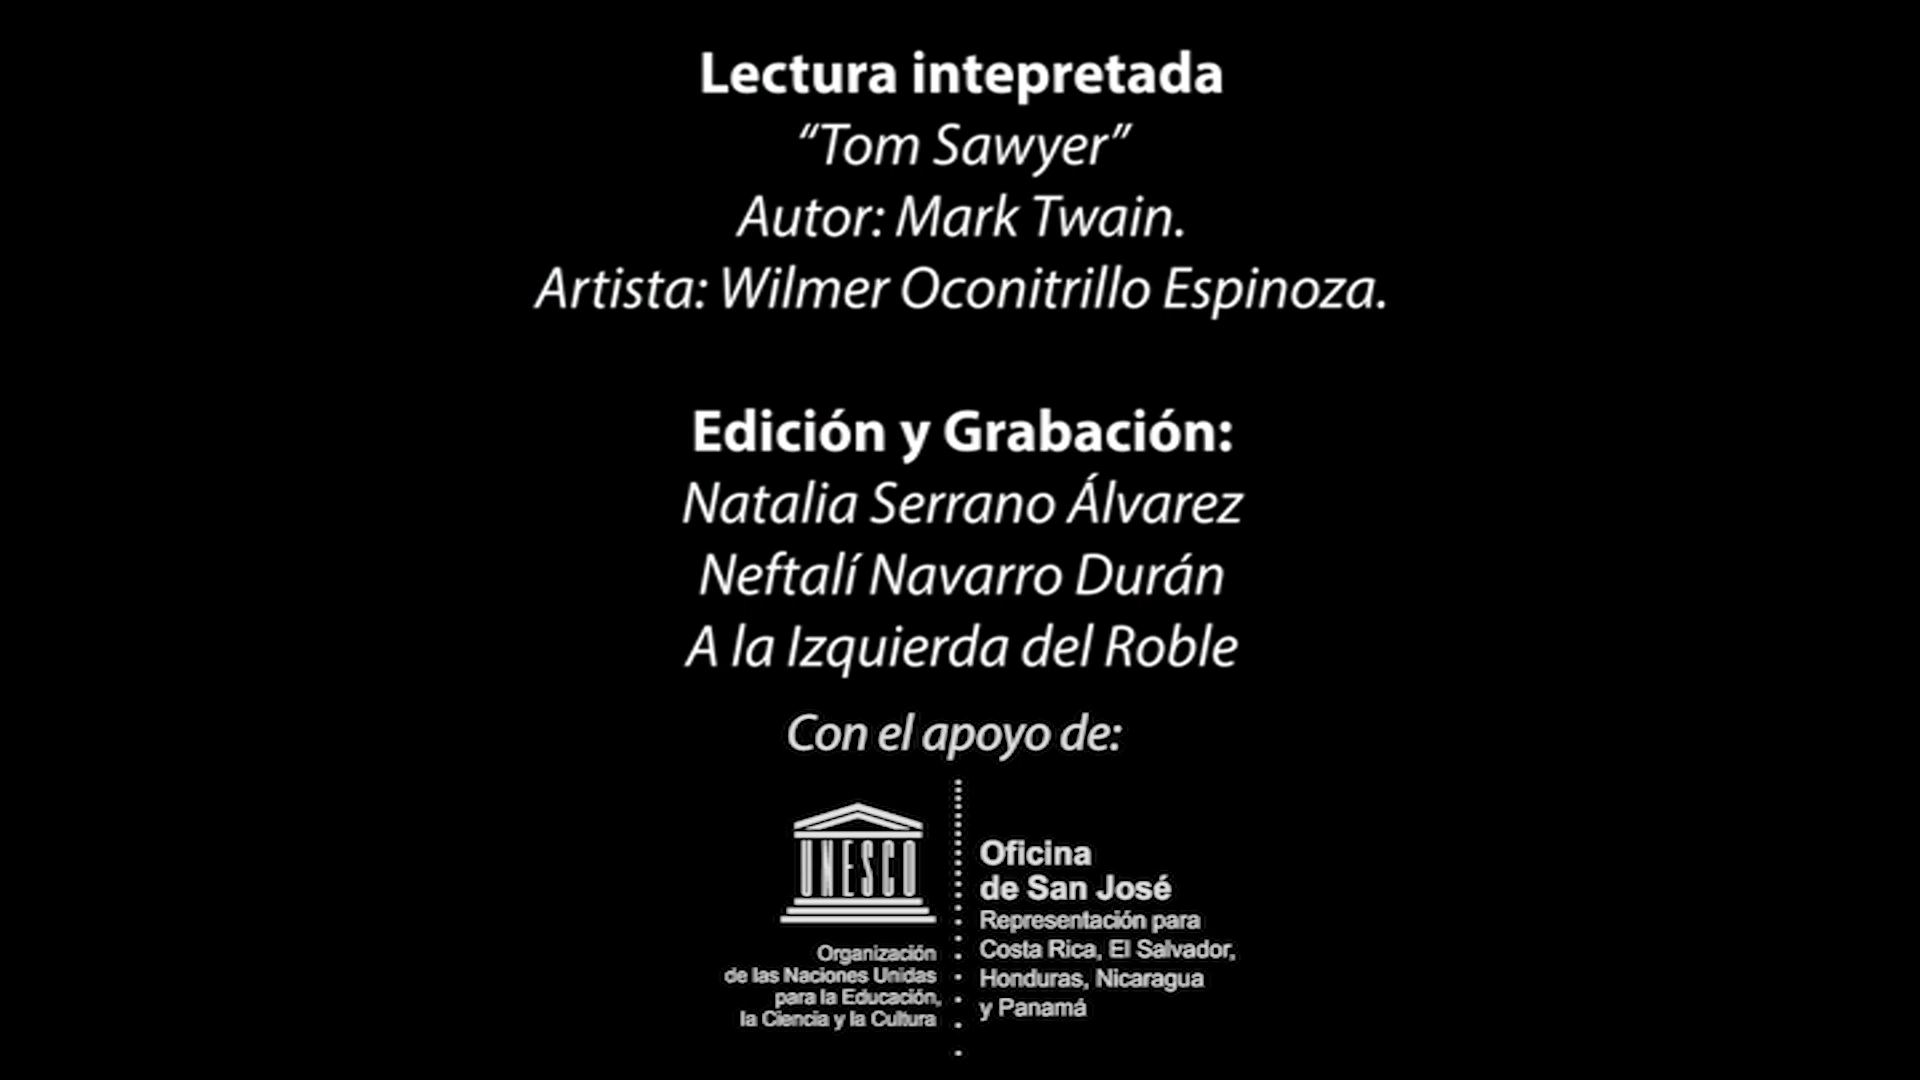 Lectura intepretada
“Tom Sawyer”
Autor: Mark Twain.
Artista: Wilmer Oconitrillo Espinoza.
Edición y Grabación:
Natalia Serrano Álvarez
Neftalí Navarro Durán
A la Izquierda del Roble
Con el apoyo de:
UNESCO
Organización
de las Naciones Unidas
para la Educación,
la Ciencia y la Cultura
Oficina
de San José
Representación para
Costa Rica, El Salvador,
Honduras, Nicaragua
y Panamá